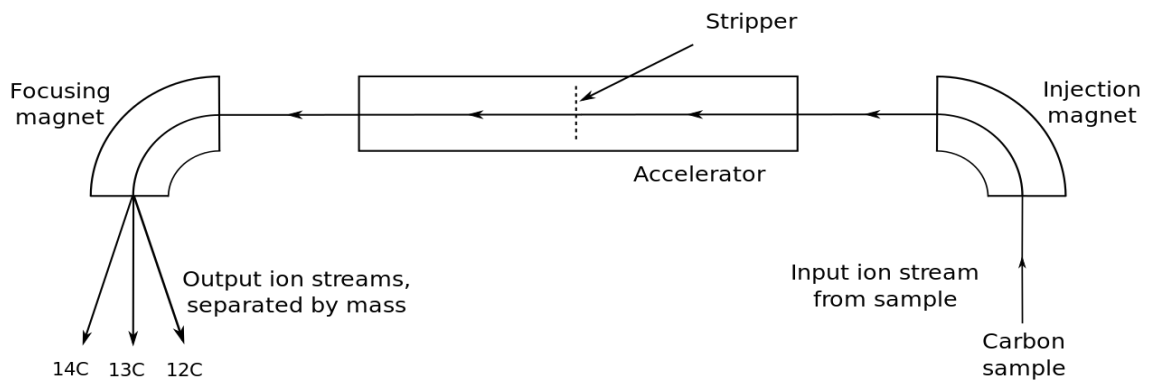 Stripper
Focusing
magnet
Injection
magnet
Accelerator
Output ion streams,
separated by mass
Input ion stream
from sample
Carbon
sample
14C 13C 12C